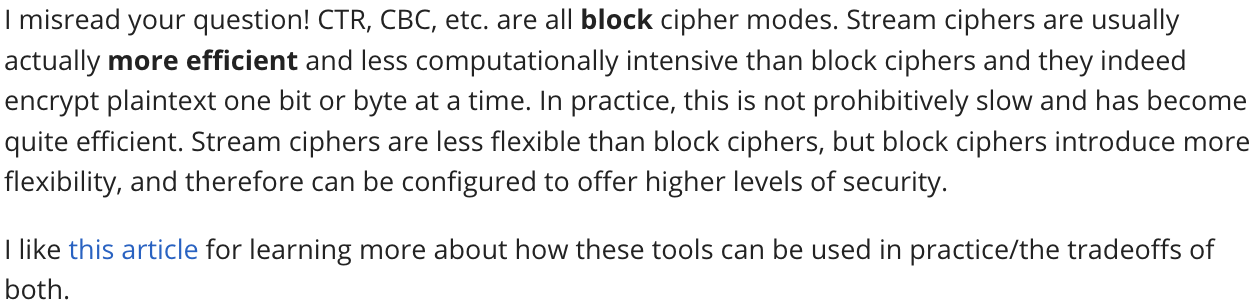 I misread your question! CTR, CBC, etc. are all block cipher modes. Stream ciphers are usually
actually more efficient and less computationally intensive than block ciphers and they indeed
encrypt plaintext one bit or byte at a time. In practice, this is not prohibitively slow and has become
quite efficient. Stream ciphers are less flexible than block ciphers, but block ciphers introduce more
flexibility, and therefore can be configured to offer higher levels of security.
I like this article for learning more about how these tools can be used in practice/the tradeoffs of
both.